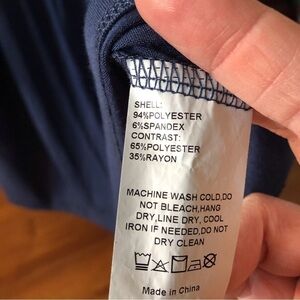 SHELL:
94%POLYESTER
6%SPANDEX
CONTRAST:
65%POLYESTER
35%RAYON
MACHINE WASH COLD,DO
NOT BLEACH,HANG
DRY,LINE DRY, COOL
IRON IF NEEDED,DO NOT
DRY CLEAN
Made in China